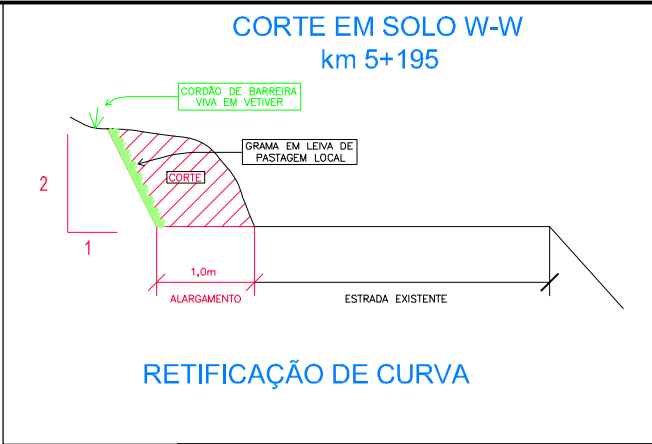 CORTE EM SOLO W-W
km 5+195
CORDÃO DE BARREIRA
VIVA EM VETIVER
GRAMA EM LEIVA DE
PASTAGEM LOCAL
CORTE
2
1
1,0m
ALARGAMENTO
ESTRADA EXISTENTE
RETIFICAÇÃO DE CURVA